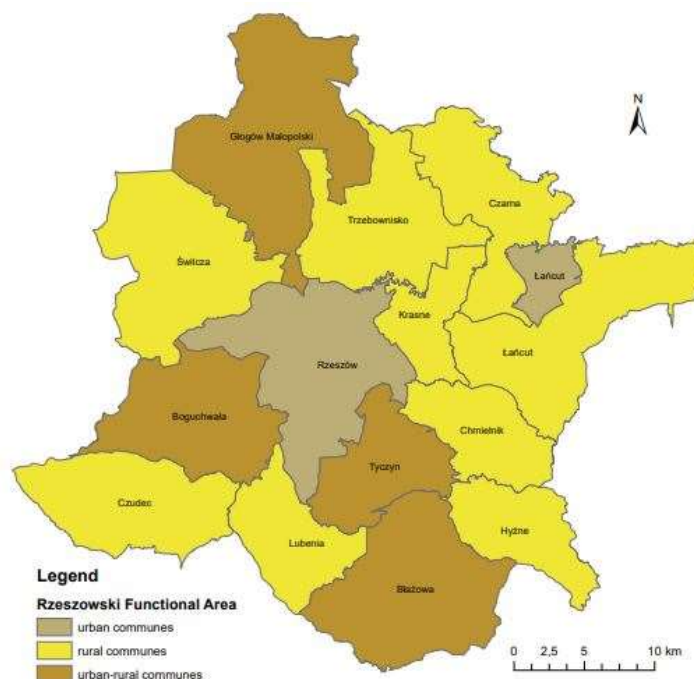 N
Głogów Małopolski
Czarna
Trzebownisko
Świlcza
Łańcut
Krasne
Łańcut
Rzeszów
Boguchwała
Chmielnik
Tyczyn
Czudec
Hyżne
Lubenia
Błażowa
Legend
Rzeszowski Functional Area
urban communes
rural communes
urban-rural communes
0 2,5 5 10 km